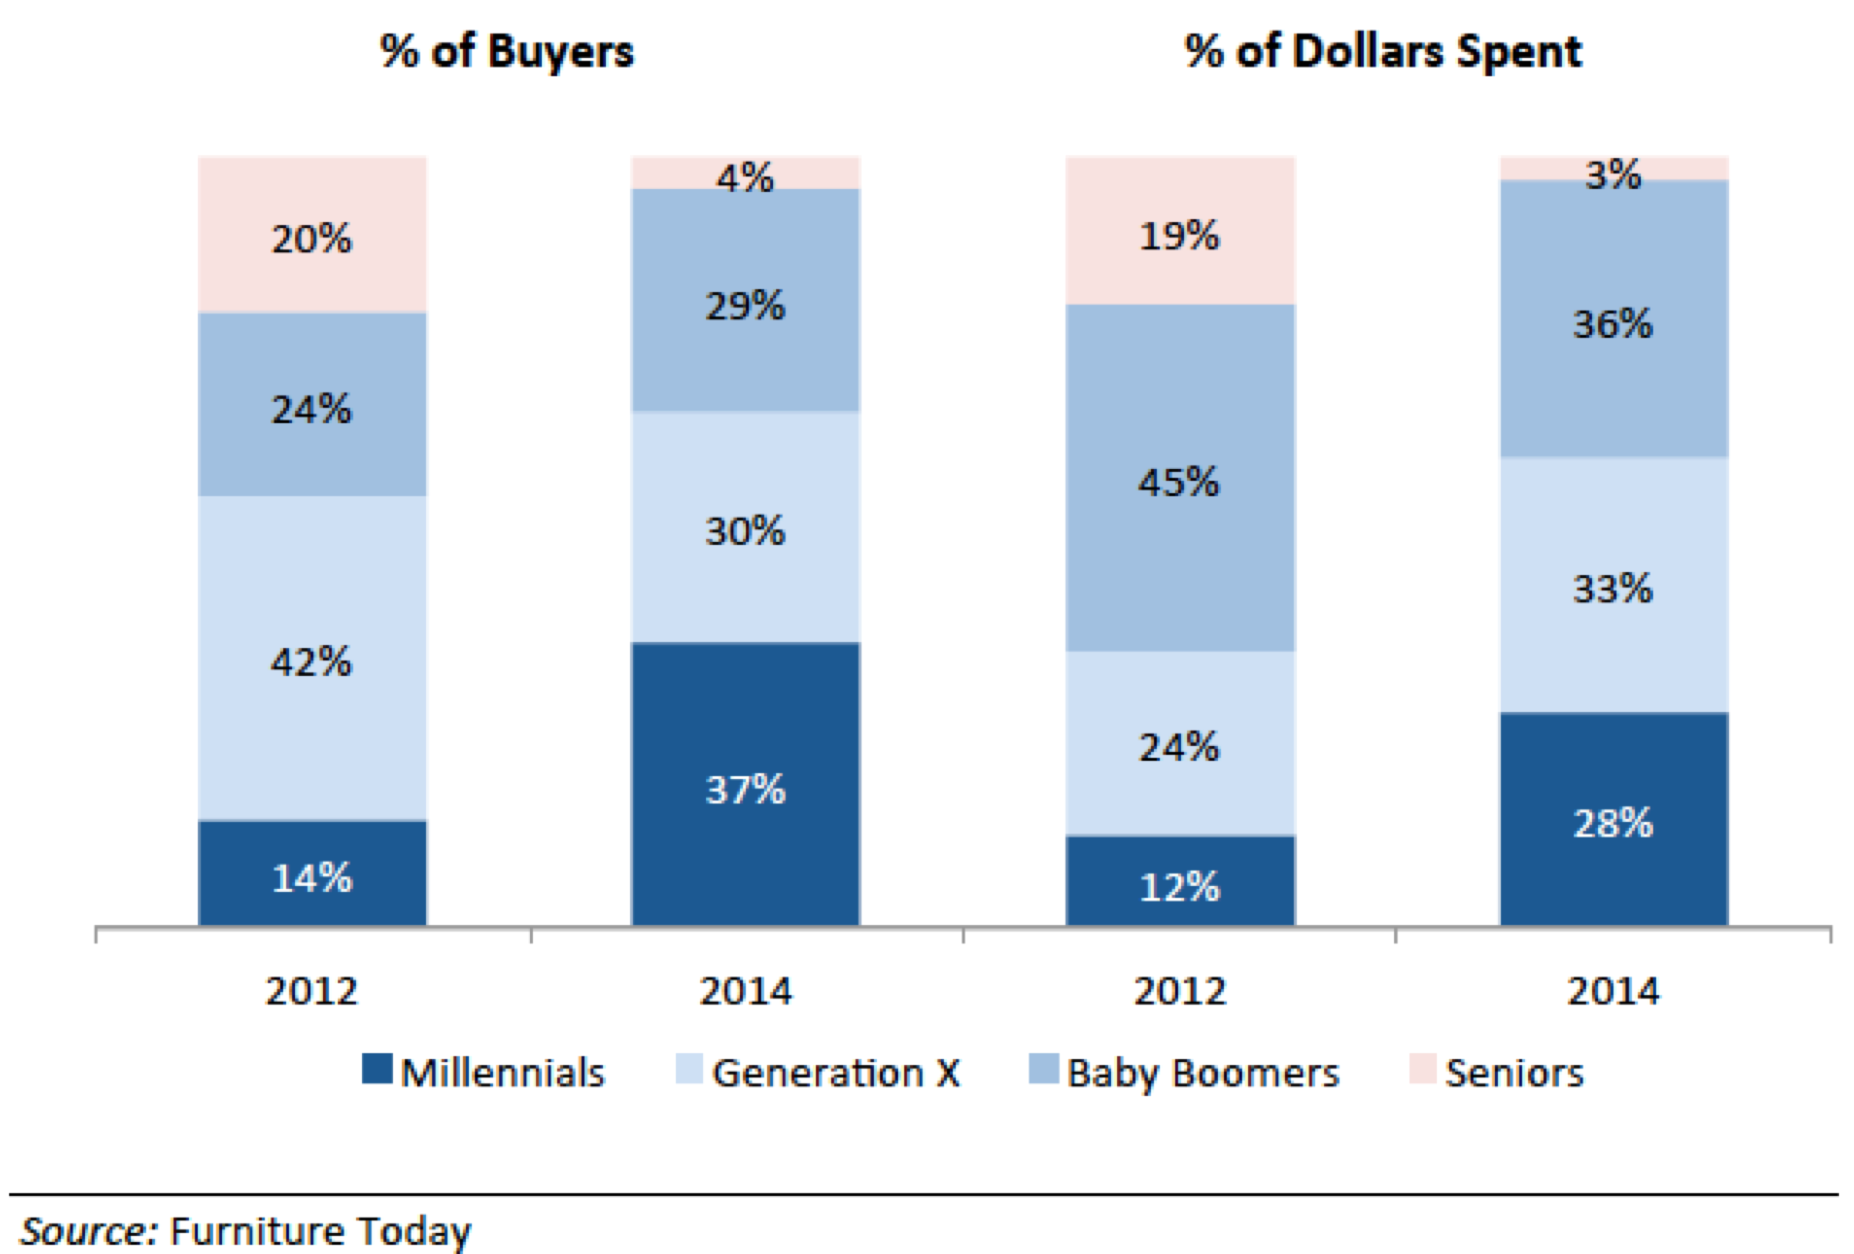 % of Buyers
% of Dollars Spent
20%
24%
42%
14%
4%
29%
30%
37%
19%
45%
24%
12%
3%
36%
33%
28%
2012
2014
2012
2014
Millennials
Generation X
Baby Boomers
Seniors
Source: Furniture Today